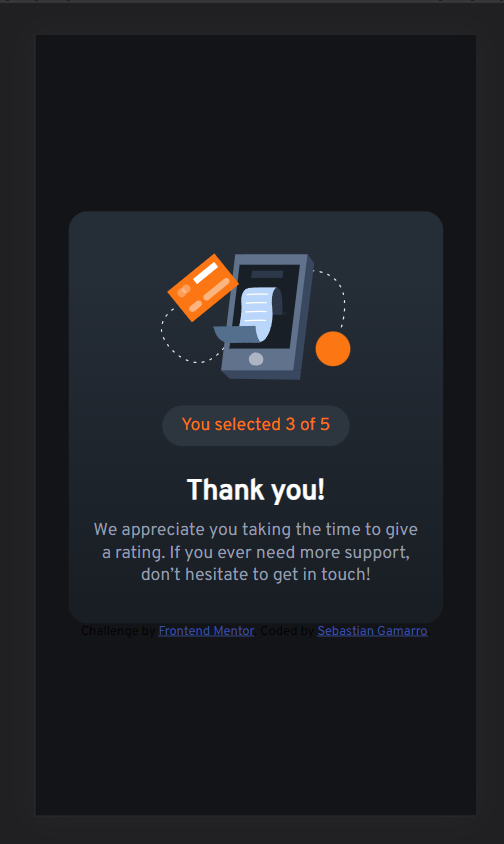 You selected 3 of 5
Thank you!
We appreciate you taking the time to give
a rating. If you ever need more support,
don’t hesitate to get in touch!
Challenge by Frontend Mentor. Coded by Sebastian Gamarro.